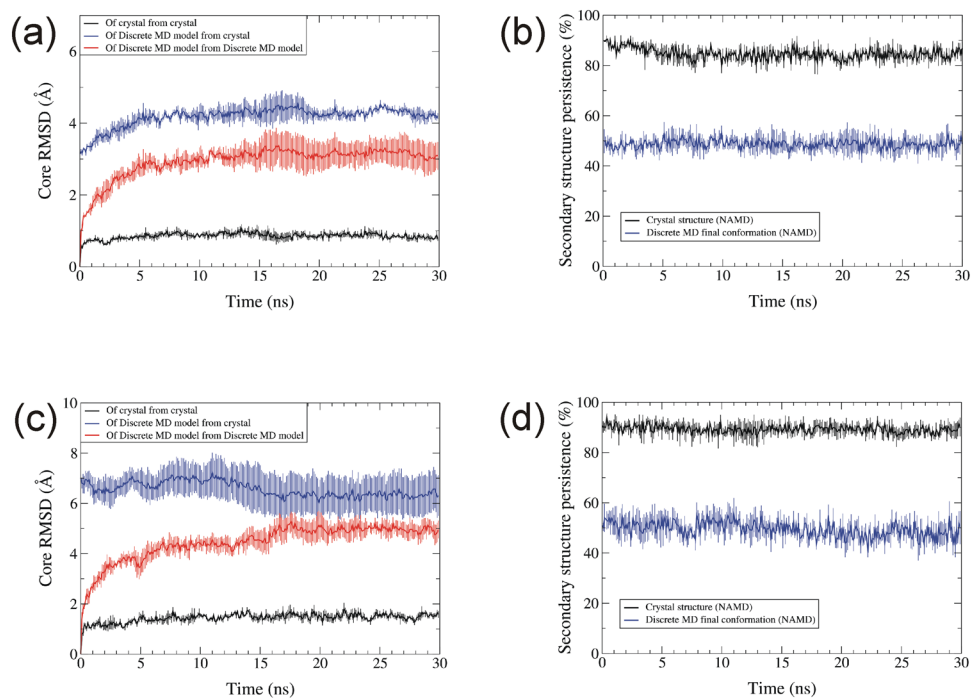 (a)
Of crystal from crystal
Of Discrete MD model from crystal
Of Discrete MD model from Discrete MD model
Core RMSD (Å)
6
4
2
0
0 5 10 15 20 25 30
Time (ns)
(b)
Secondary structure persistence (%)
100
80
60
40
20
0
Crystal structure (NAMD)
Discrete MD final conformation (NAMD)
0 5 10 15 20 25 30
Time (ns)
(c)
Of crystal from crystal
Of Discrete MD model from crystal
Of Discrete MD model from Discrete MD model
Core RMSD (Å)
10
8
6
4
2
0
0 5 10 15 20 25 30
Time (ns)
(d)
Secondary structure persistence (%)
100
90
80
70
60
50
40
30
20
10
0
Crystal structure (NAMD)
Discrete MD final conformation (NAMD)
0 5 10 15 20 25 30
Time (ns)